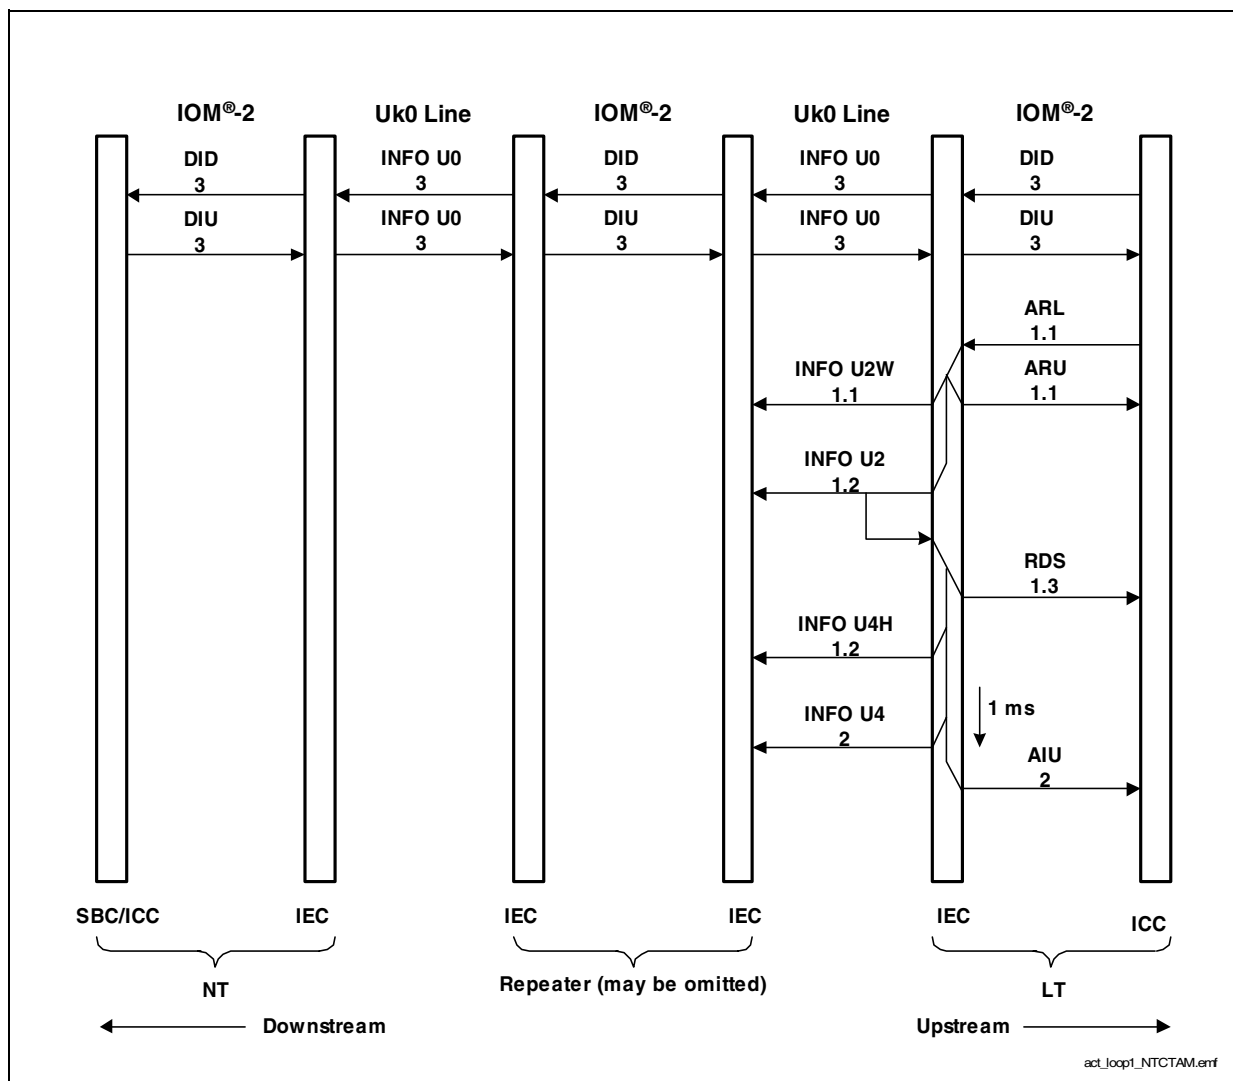 IOM®-2 Uk0 Line IOM®-2 Uk0 Line IOM®-2
DID INFO U0 DID INFO U0 DID
3 3 3 3 3
DIU INFO U0 DIU INFO U0 DIU
3 3 3 3 3
ARL
1.1
INFO U2W ARU
1.1 1.1
INFO U2
1.2
RDS
1.3
INFO U4H
1.2
1 ms
INFO U4
2
AIU
2
SBC/ICC IEC IEC IEC IEC ICC
NT Repeater (may be omitted) LT
Downstream Upstream
act_loop1_NTCTAM.emf